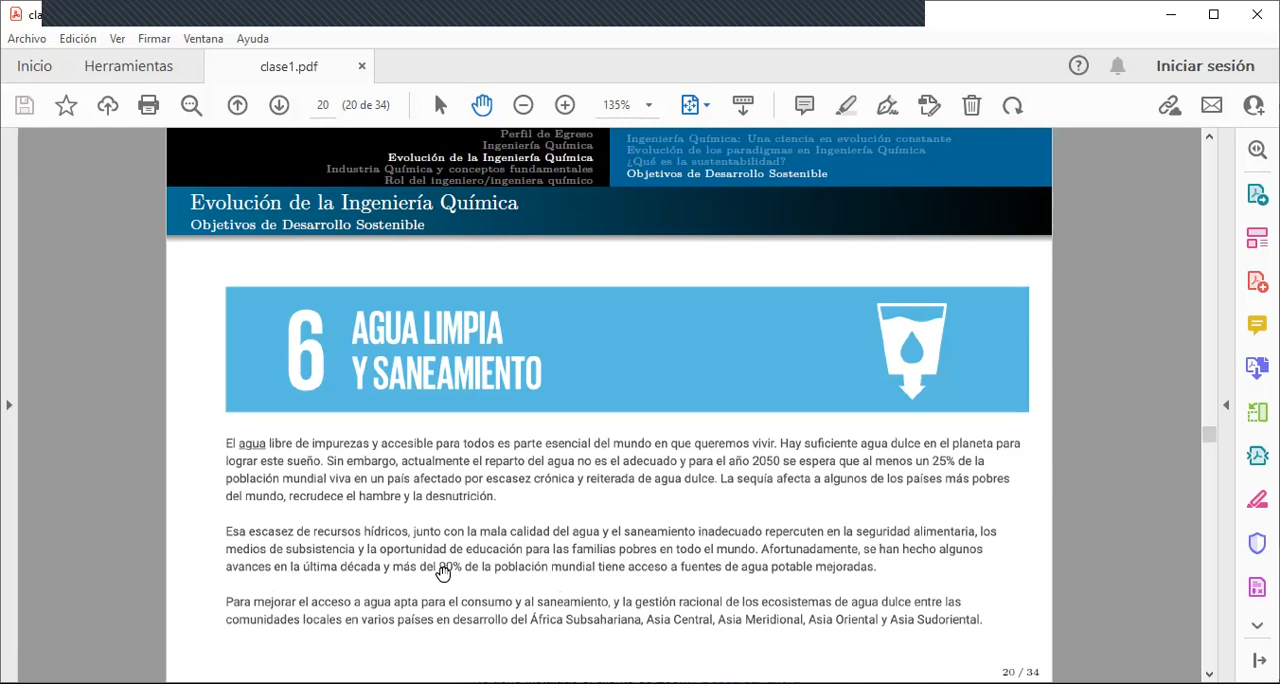 cla
Archivo Edición Ver Firmar Ventana Ayuda
Inicio Herramientas clase1.pdf × Iniciar sesión
20 (20 de 34) 135%
Perfil de Egreso
Ingeniería Química
Evolución de la Ingeniería Química
Industria Química y conceptos fundamentales
Rol del ingeniero/ingeniera químico
Ingeniería Química: Una ciencia en evolución constante
Evolución de los paradigmas en Ingeniería Química
¿Qué es la sustentabilidad?
Objetivos de Desarrollo Sostenible
Evolución de la Ingeniería Química
Objetivos de Desarrollo Sostenible
6 AGUA LIMPIA
Y SANEAMIENTO
El agua libre de impurezas y accesible para todos es parte esencial del mundo en que queremos vivir. Hay suficiente agua dulce en el planeta para
lograr este sueño. Sin embargo, actualmente el reparto del agua no es el adecuado y para el año 2050 se espera que al menos un 25% de la
población mundial viva en un país afectado por escasez crónica y reiterada de agua dulce. La sequía afecta a algunos de los países más pobres
del mundo, recrudece el hambre y la desnutrición.
Esa escasez de recursos hídricos, junto con la mala calidad del agua y el saneamiento inadecuado repercuten en la seguridad alimentaria, los
medios de subsistencia y la oportunidad de educación para las familias pobres en todo el mundo. Afortunadamente, se han hecho algunos
avances en la última década y más del 90% de la población mundial tiene acceso a fuentes de agua potable mejoradas.
Para mejorar el acceso a agua apta para el consumo y al saneamiento, y la gestión racional de los ecosistemas de agua dulce entre las
comunidades locales en varios países en desarrollo del África Subsahariana, Asia Central, Asia Meridional, Asia Oriental y Asia Sudoriental.
20 / 34